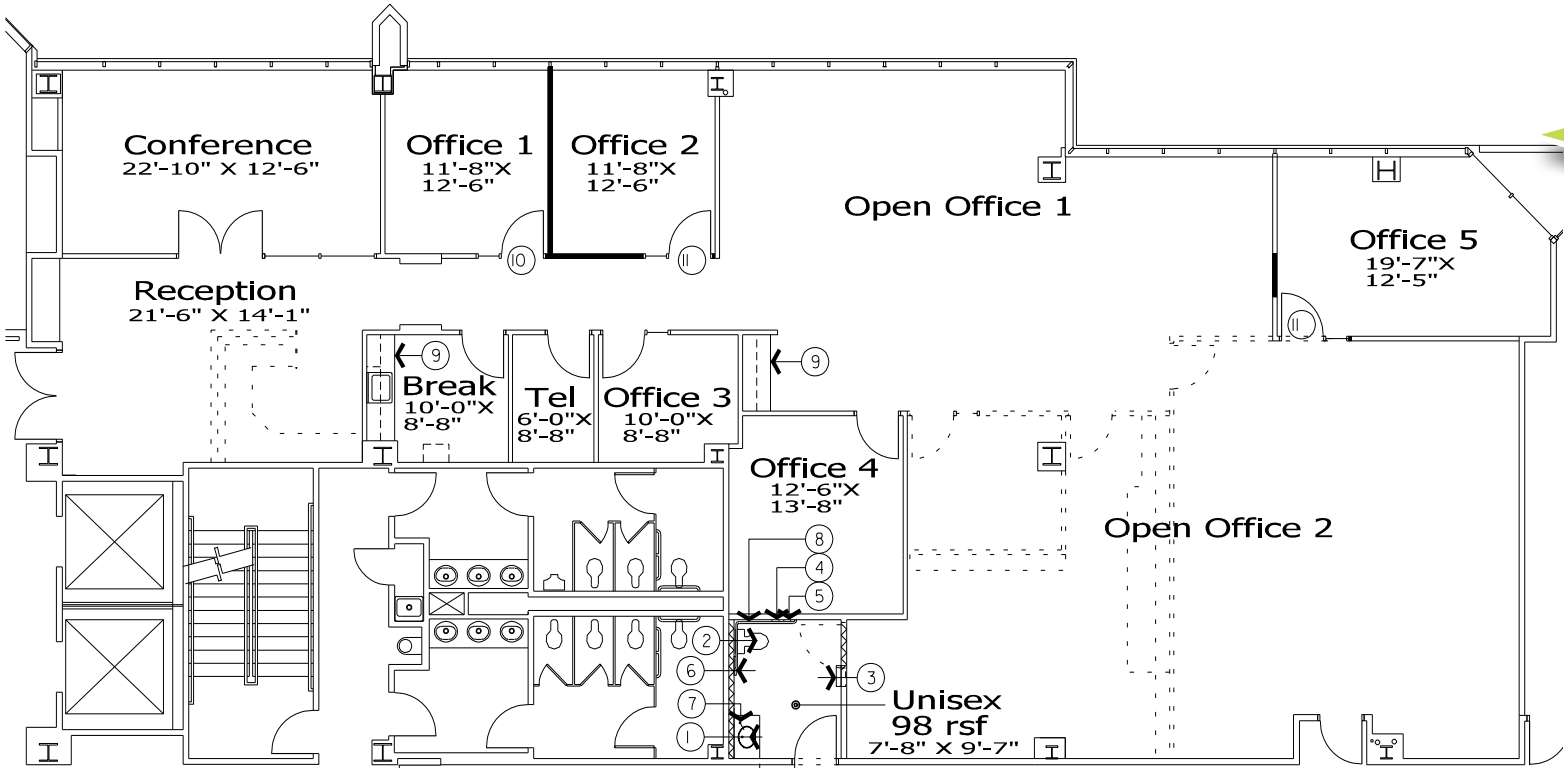 Conference
22'-10" X 12'-6"
Office 1
11'-8"X
12'-6"
Office 2
11'-8"X
12'-6"
Open Office 1
Office 5
19'-7"X
12'-5"
10
11
11
Reception
21'-6" X 14'-1"
9
9
Break
10'-0"X
8'-8"
Tel
6'-0"X
8'-8"
Office 3
10'-0"X
8'-8"
Office 4
12'-6"X
13'-8"
Open Office 2
8
4
5
2
6
3
7
1
Unisex
98 rsf
7'-8" X 9'-7"